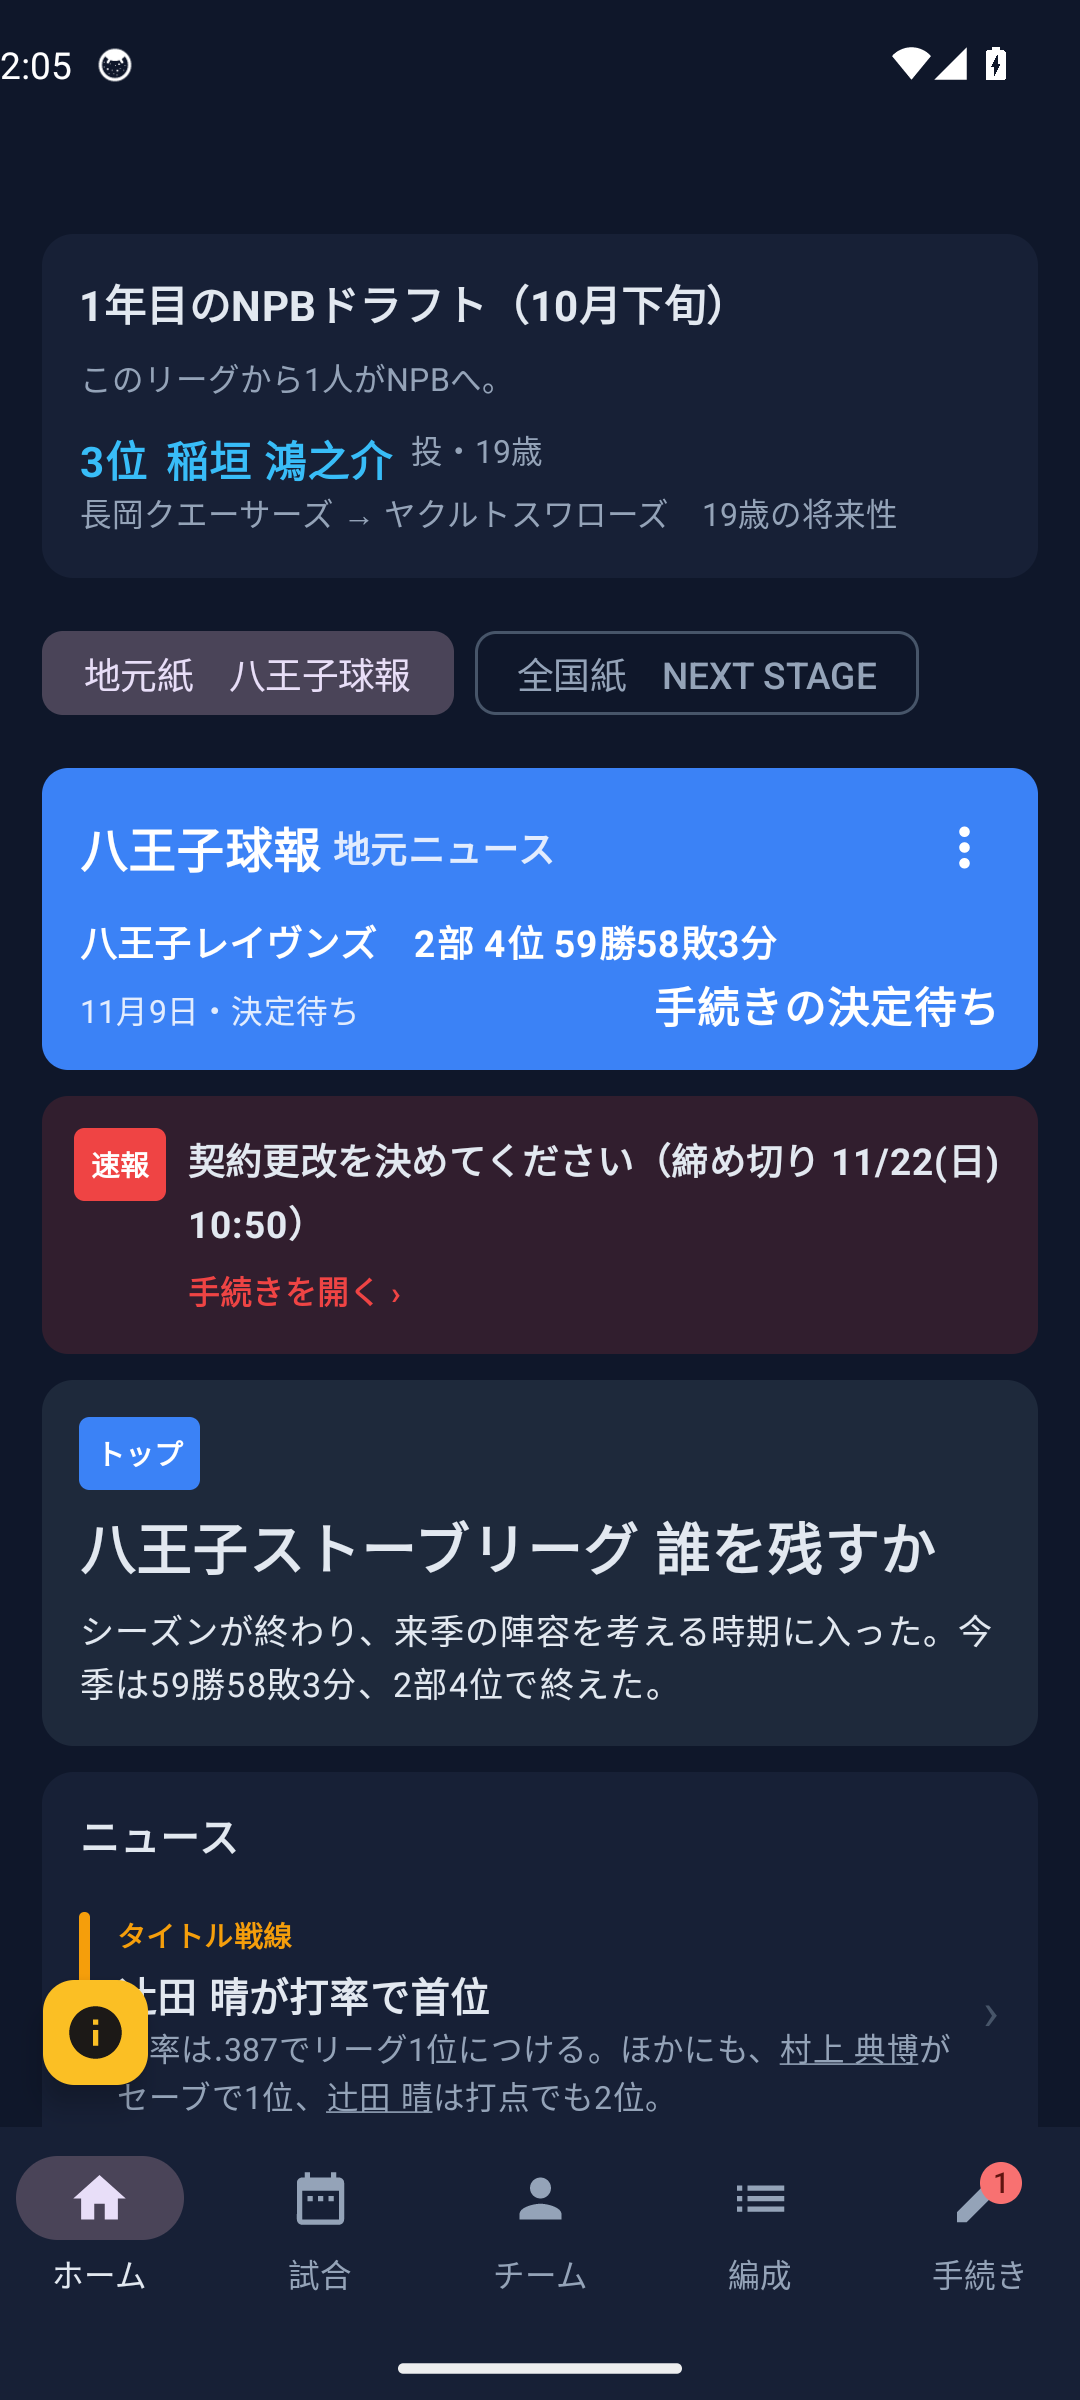 2:05
1年目のNPBドラフト（10月下旬）
このリーグから1人がNPBへ。
3位 稲垣 鴻之介 投・19歳
長岡クエーサーズ → ヤクルトスワローズ 19歳の将来性
地元紙 八王子球報 全国紙 NEXT STAGE
八王子球報 地元ニュース
八王子レイヴンズ 2部 4位 59勝58敗3分
11月9日・決定待ち 手続きの決定待ち
速報 契約更改を決めてください（締め切り 11/22(日)
10:50）
手続きを開く ›
トップ
八王子ストーブリーグ 誰を残すか
シーズンが終わり、来季の陣容を考える時期に入った。今
季は59勝58敗3分、2部4位で終えた。
ニュース
タイトル戦線
辻田 晴が打率で首位
率は.387でリーグ1位につける。ほかにも、村上 典博が
セーブで1位、辻田 晴は打点でも2位。
1
ホーム 試合 チーム 編成 手続き